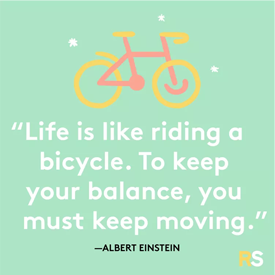 “Life is like riding a
bicycle. To keep
your balance, you
must keep moving.”
—ALBERT EINSTEIN
RS